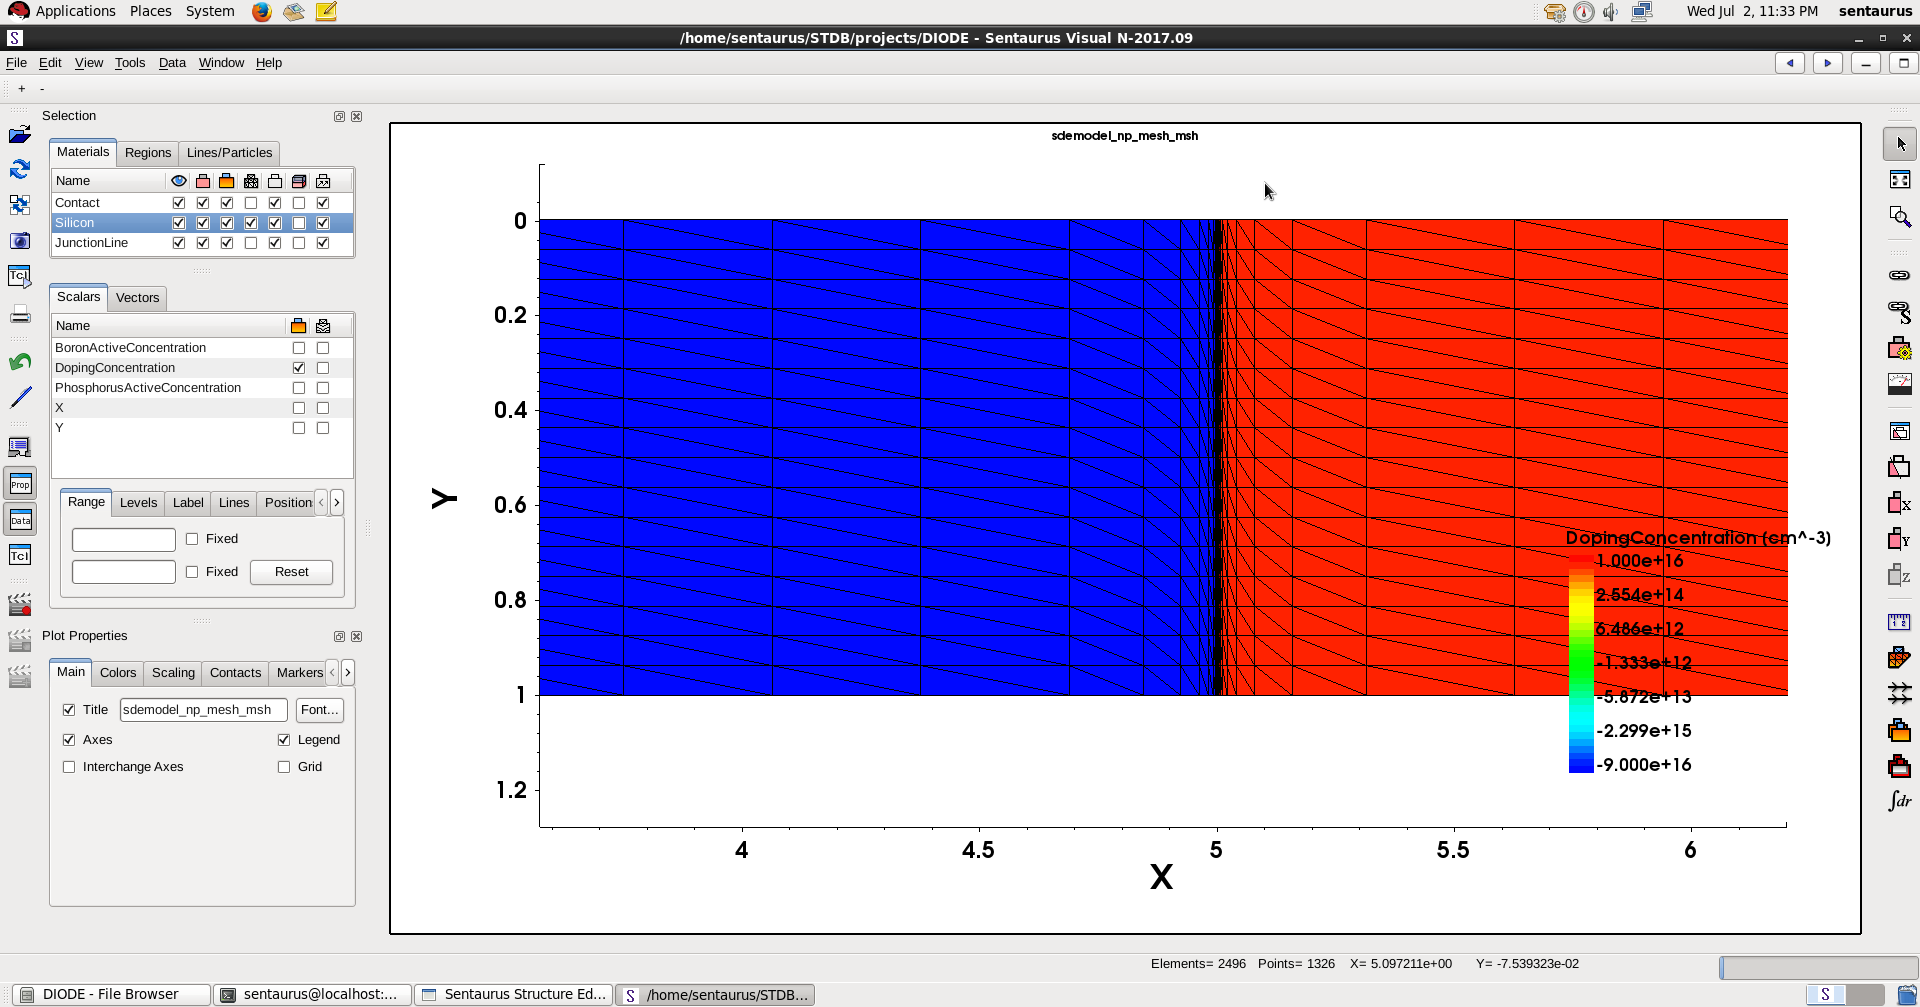 Applications Places System
Wed Jul 2, 11:33 PM sentaurus
/home/sentaurus/STDB/projects/DIODE - Sentaurus Visual N-2017.09
File Edit View Tools Data Window Help
+ -
Selection
Materials Regions Lines/Particles
Name
Contact
Silicon
JunctionLine
Scalars Vectors
Name
BoronActiveConcentration
DopingConcentration
PhosphorusActiveConcentration
X
Y
Range Levels Label Lines Position
Fixed
Fixed Reset
Plot Properties
Main Colors Scaling Contacts Markers
Title sdemodel_np_mesh_msh Font...
Axes Legend
Interchange Axes Grid
Tcl
Prop
Data
Tcl
sdemodel_np_mesh_msh
0
0.2
0.4
0.6
0.8
1
1.2
Y
4 4.5 5 5.5 6
X
DopingConcentration (cm^-3)
1.000e+16
2.554e+14
6.486e+12
-1.333e+12
-5.872e+13
-2.299e+15
-9.000e+16
S
X
Y
Z
∫dr
Elements= 2496 Points= 1326 X= 5.097211e+00 Y= -7.539323e-02
DIODE - File Browser
sentaurus@localhost:...
Sentaurus Structure Ed...
S /home/sentaurus/STDB...
S